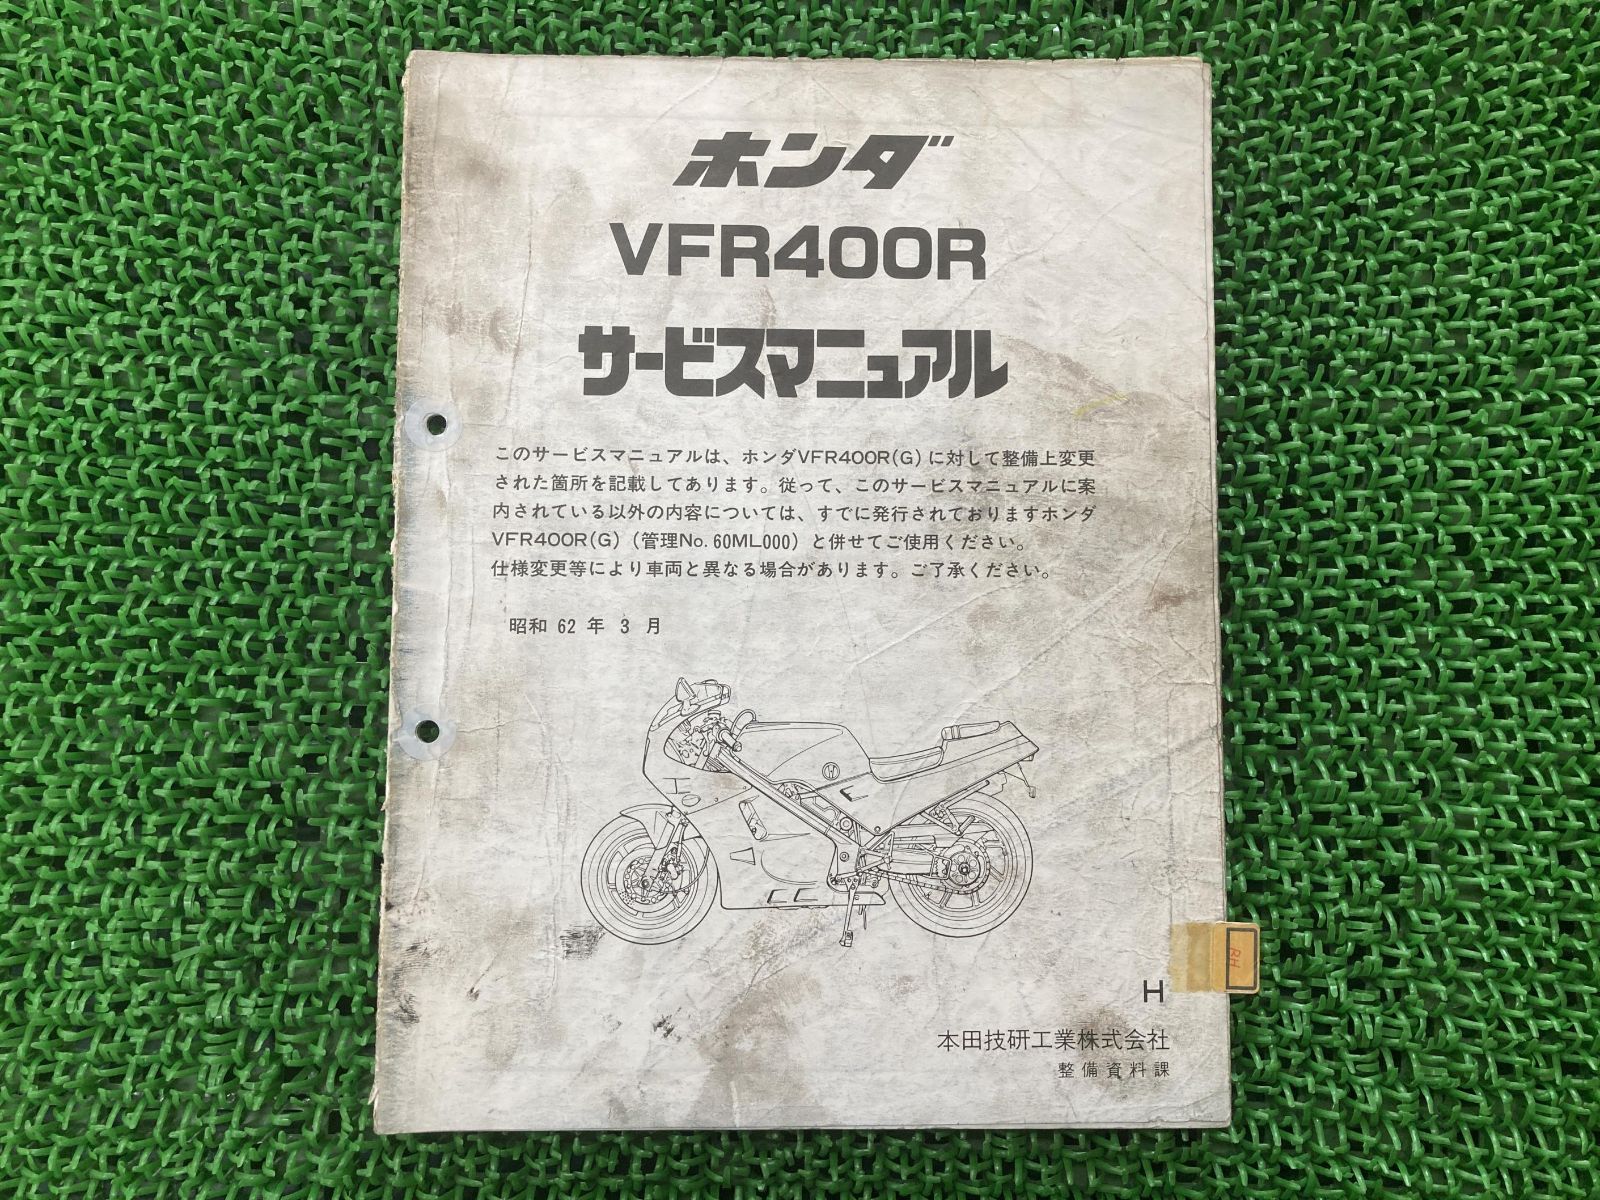 ホンダ
VFR400R
サービスマニュアル
このサービスマニュアルは、ホンダVFR400R(G)に対して整備上変更
された箇所を記載してあります。従って、このサービスマニュアルに案
内されている以外の内容については、すでに発行されておりますホンダ
VFR400R(G)(管理No.60ML000)と併せてご使用ください。
仕様変更等により車両と異なる場合があります。ご了承ください。
昭和 62 年 3 月
RH
H
本田技研工業株式会社
整備資料課